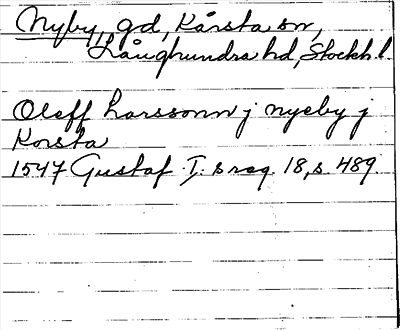 Nyby, gd, Kårsta sn,
Långhundra hd, Stockh. l.
Oleff Larssonn j nyeby j
Korsta
1547 Gustaf I:s reg. 18, s. 489.